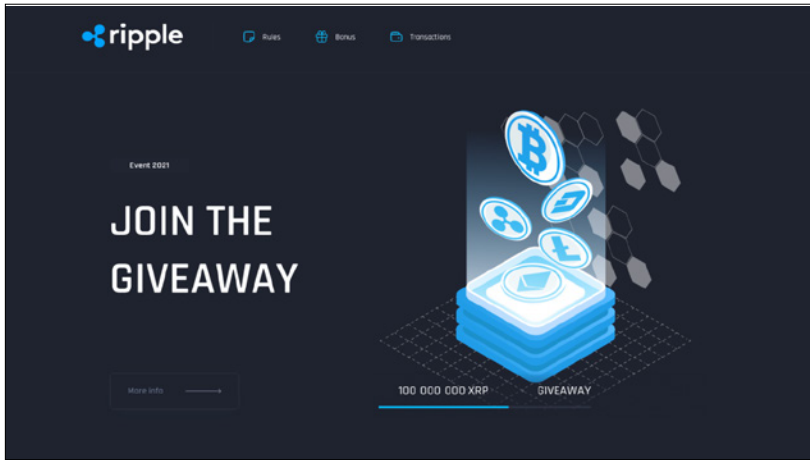 ripple
Rules
Bonus
Transactions
Event 2021
JOIN THE
GIVEAWAY
More info
100 000 000 XRP
GIVEAWAY